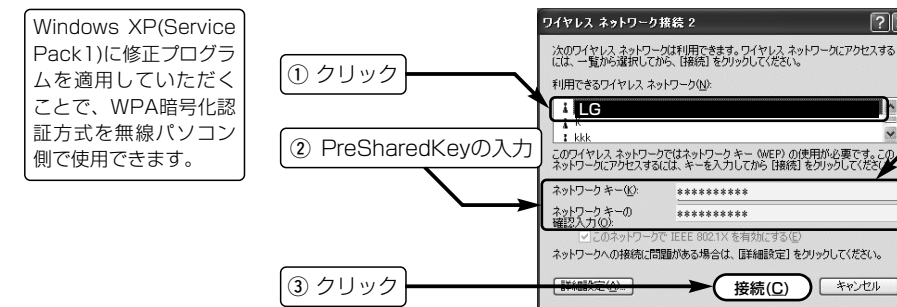 Windows XP(Service
Pack1)に修正プログラ
ムを適用していただく
ことで、WPA暗号化認
証方式を無線パソコン
側で使用できます。
① クリック
② PreSharedKeyの入力
③ クリック
ワイヤレス ネットワーク接続 2
次のワイヤレス ネットワークは利用できます。ワイヤレス ネットワークにアクセスする
には、一覧から選択してから、[接続] をクリックしてください。
利用できるワイヤレス ネットワーク(N):
LG
kkk
このワイヤレス ネットワークではネットワーク キー (WEP) の使用が必要です。この
ネットワークにアクセスするには、キーを入力してから [接続] をクリックしてくださ
ネットワーク キー(K): **********
ネットワーク キーの
確認入力(O): **********
このネットワークで IEEE 802.1X を有効にする(E)
ネットワークへの接続に問題がある場合は、[詳細設定] をクリックしてください。
詳細設定(A)...
接続(C)
キャンセル